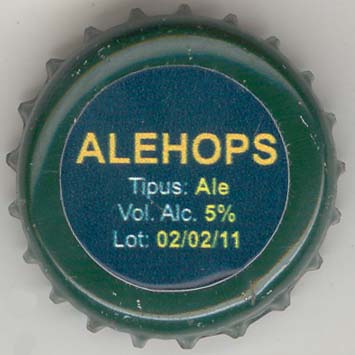 ALEHOPS
Tipus: Ale
Vol. Alc. 5%
Lot: 02/02/11